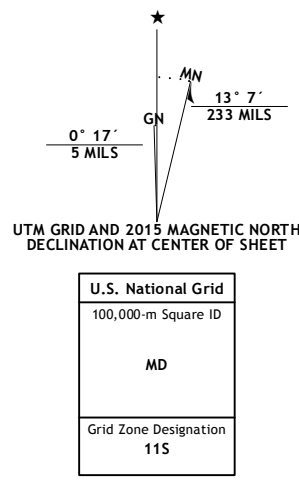 ★
MN
GN
13° 7´
233 MILS
0° 17´
5 MILS
UTM GRID AND 2015 MAGNETIC NORTH
DECLINATION AT CENTER OF SHEET
U.S. National Grid
100,000-m Square ID
MD
Grid Zone Designation
11S